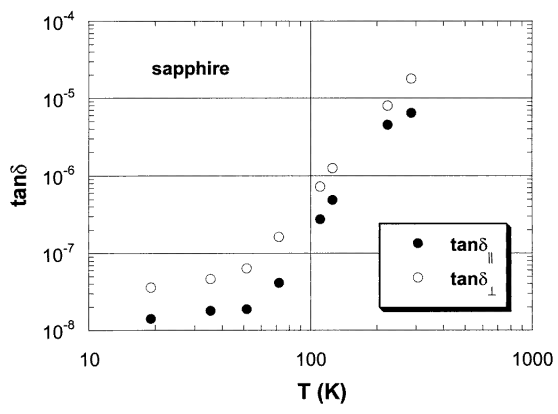 10⁻⁴
sapphire
10⁻⁵
10⁻⁶
10⁻⁷
10⁻⁸
tanδ
tanδ∥
tanδ⊥
10 100 1000
T (K)